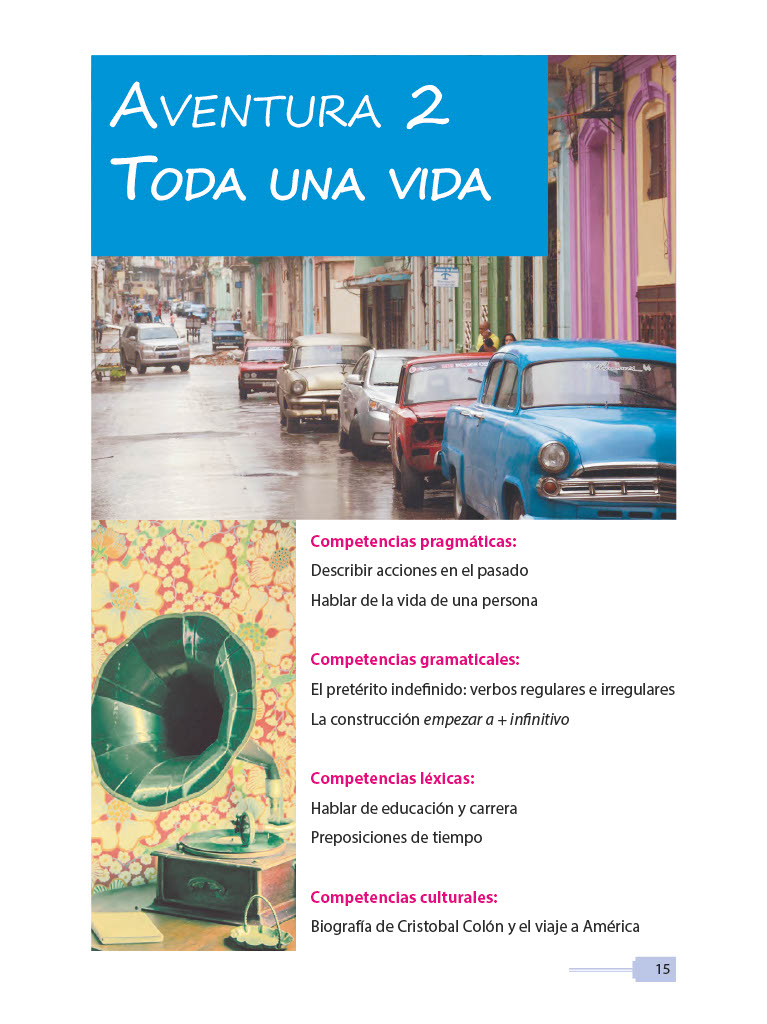 AVENTURA 2
TODA UNA VIDA
Competencias pragmáticas:
Describir acciones en el pasado
Hablar de la vida de una persona
Competencias gramaticales:
El pretérito indefinido: verbos regulares e irregulares
La construcción empezar a + infinitivo
Competencias léxicas:
Hablar de educación y carrera
Preposiciones de tiempo
Competencias culturales:
Biografía de Cristobal Colón y el viaje a América
15